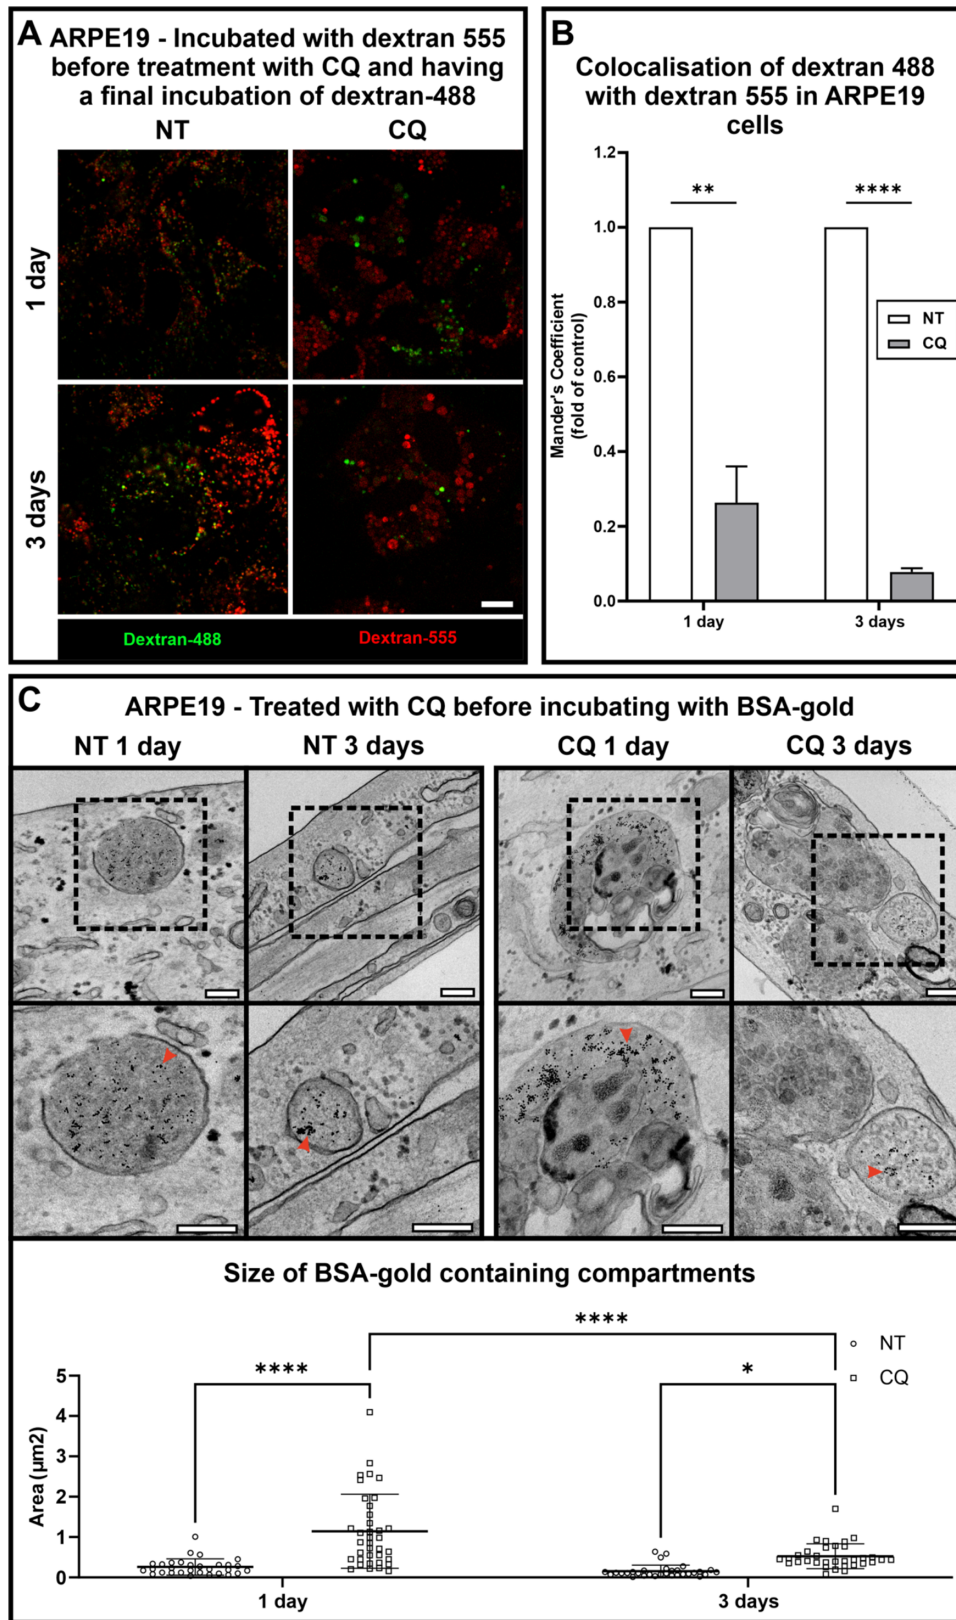 A
ARPE19 - Incubated with dextran 555
before treatment with CQ and having
a final incubation of dextran-488
NT CQ
1 day
3 days
Dextran-488 Dextran-555
B
Colocalisation of dextran 488
with dextran 555 in ARPE19
cells
Mander's Coefficient
(fold of control)
1.2
1.0
0.8
0.6
0.4
0.2
0.0
** ****
NT
CQ
1 day 3 days
C
ARPE19 - Treated with CQ before incubating with BSA-gold
NT 1 day NT 3 days CQ 1 day CQ 3 days
Size of BSA-gold containing compartments
****
**** *
NT
CQ
Area (µm2)
5
4
3
2
1
0
1 day 3 days